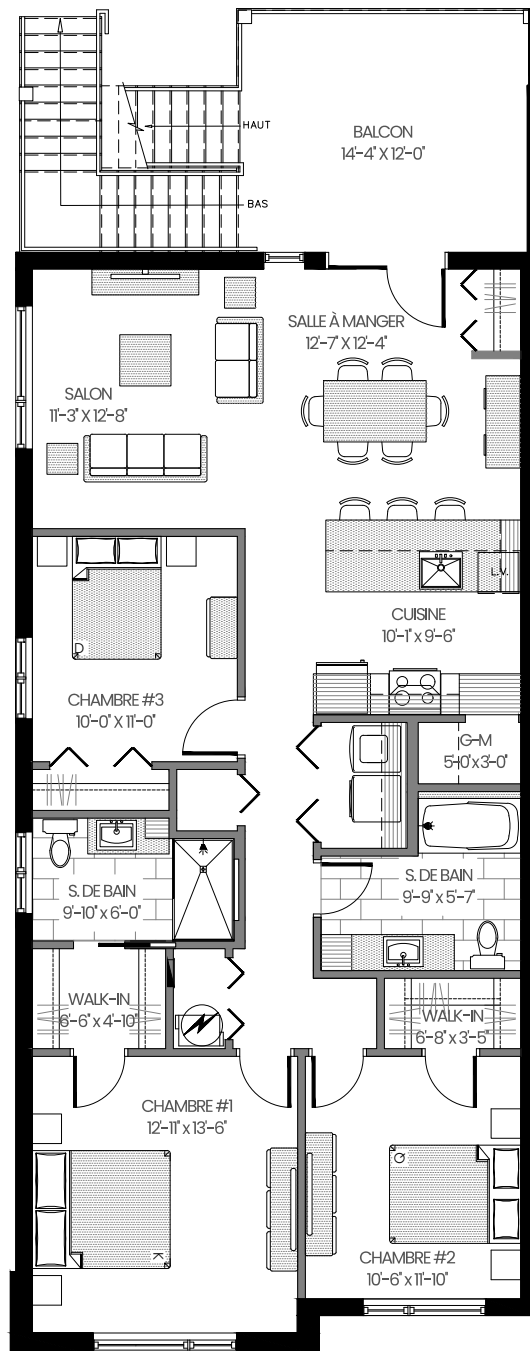 HAUT
BALCON
14'-4" X 12'-0"
BAS
SALLE À MANGER
12'-7" X 12'-4"
SALON
11'-3" X 12'-8"
L.V.
CUISINE
10'-1" x 9'-6"
D
CHAMBRE #3
10'-0" X 11'-0"
G-M
5'-0" x 3'-0"
S. DE BAIN
9'-10" x 6'-0"
S. DE BAIN
9'-9" x 5'-7"
WALK-IN
6'-6" x 4'-10"
WALK-IN
6'-8" x 3'-5"
CHAMBRE #1
12'-11" x 13'-6"
Q
K
CHAMBRE #2
10'-6" x 11'-10"